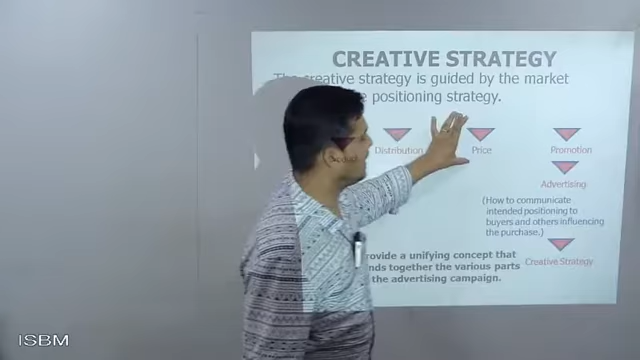 CREATIVE STRATEGY
The creative strategy is guided by the market
positioning strategy.
Distribution Price Promotion
Advertising
(How to communicate
intended positioning to
buyers and others influencing
the purchase.)
provide a unifying concept that
together the various parts
the advertising campaign.
Creative Strategy
ISBM